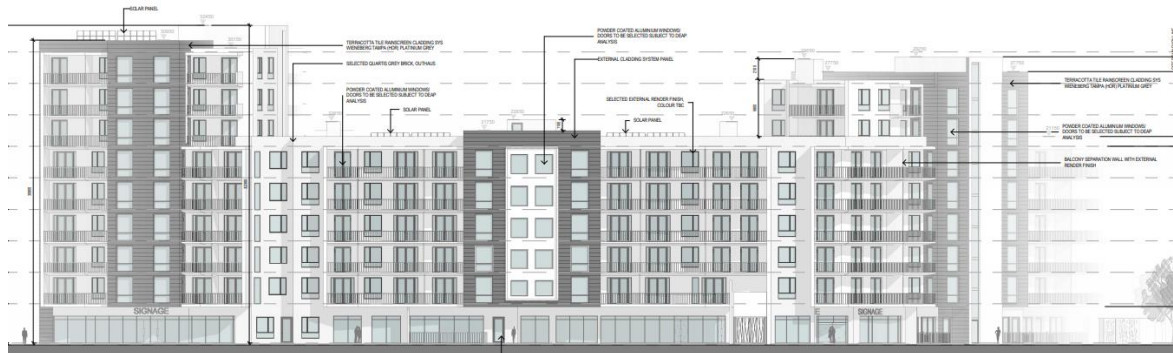 SOLAR PANEL
TERRACOTTA TILE RAINSCREEN CLADDING SYS
WIENEBERG TAMPA (HOR) PLATINUM GREY
SELECTED QUARTIS GREY BRICK, OUTHAUS
POWDER COATED ALUMINIUM WINDOWS/
DOORS TO BE SELECTED SUBJECT TO DEAP
ANALYSIS
SOLAR PANEL
POWDER COATED ALUMINIUM WINDOWS/
DOORS TO BE SELECTED SUBJECT TO DEAP
ANALYSIS
EXTERNAL CLADDING SYSTEM PANEL
SELECTED EXTERNAL RENDER FINISH,
COLOUR TBC
SOLAR PANEL
TERRACOTTA TILE RAINSCREEN CLADDING SYS
WIENEBERG TAMPA (HOR) PLATINUM GREY
POWDER COATED ALUMINIUM WINDOWS/
DOORS TO BE SELECTED SUBJECT TO DEAP
ANALYSIS
BALCONY SEPARATION WALL WITH EXTERNAL
RENDER FINISH
SIGNAGE
SIGNAGE